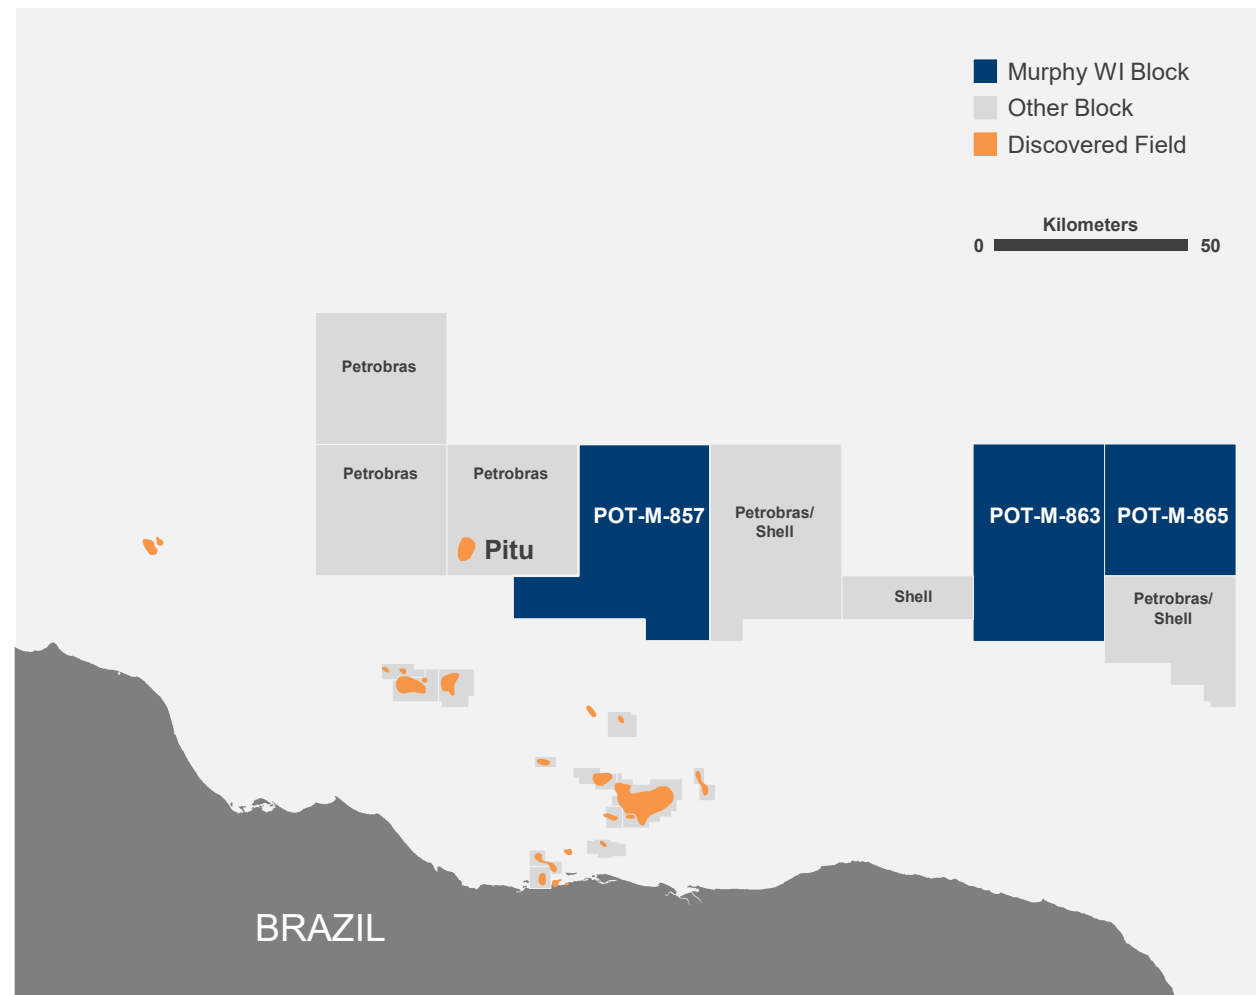 Murphy WI Block
Other Block
Discovered Field
Kilometers
0 50
Petrobras
Petrobras
Petrobras
POT-M-857
Petrobras/
Shell
POT-M-863
POT-M-865
Pitu
Shell
Petrobras/
Shell
BRAZIL